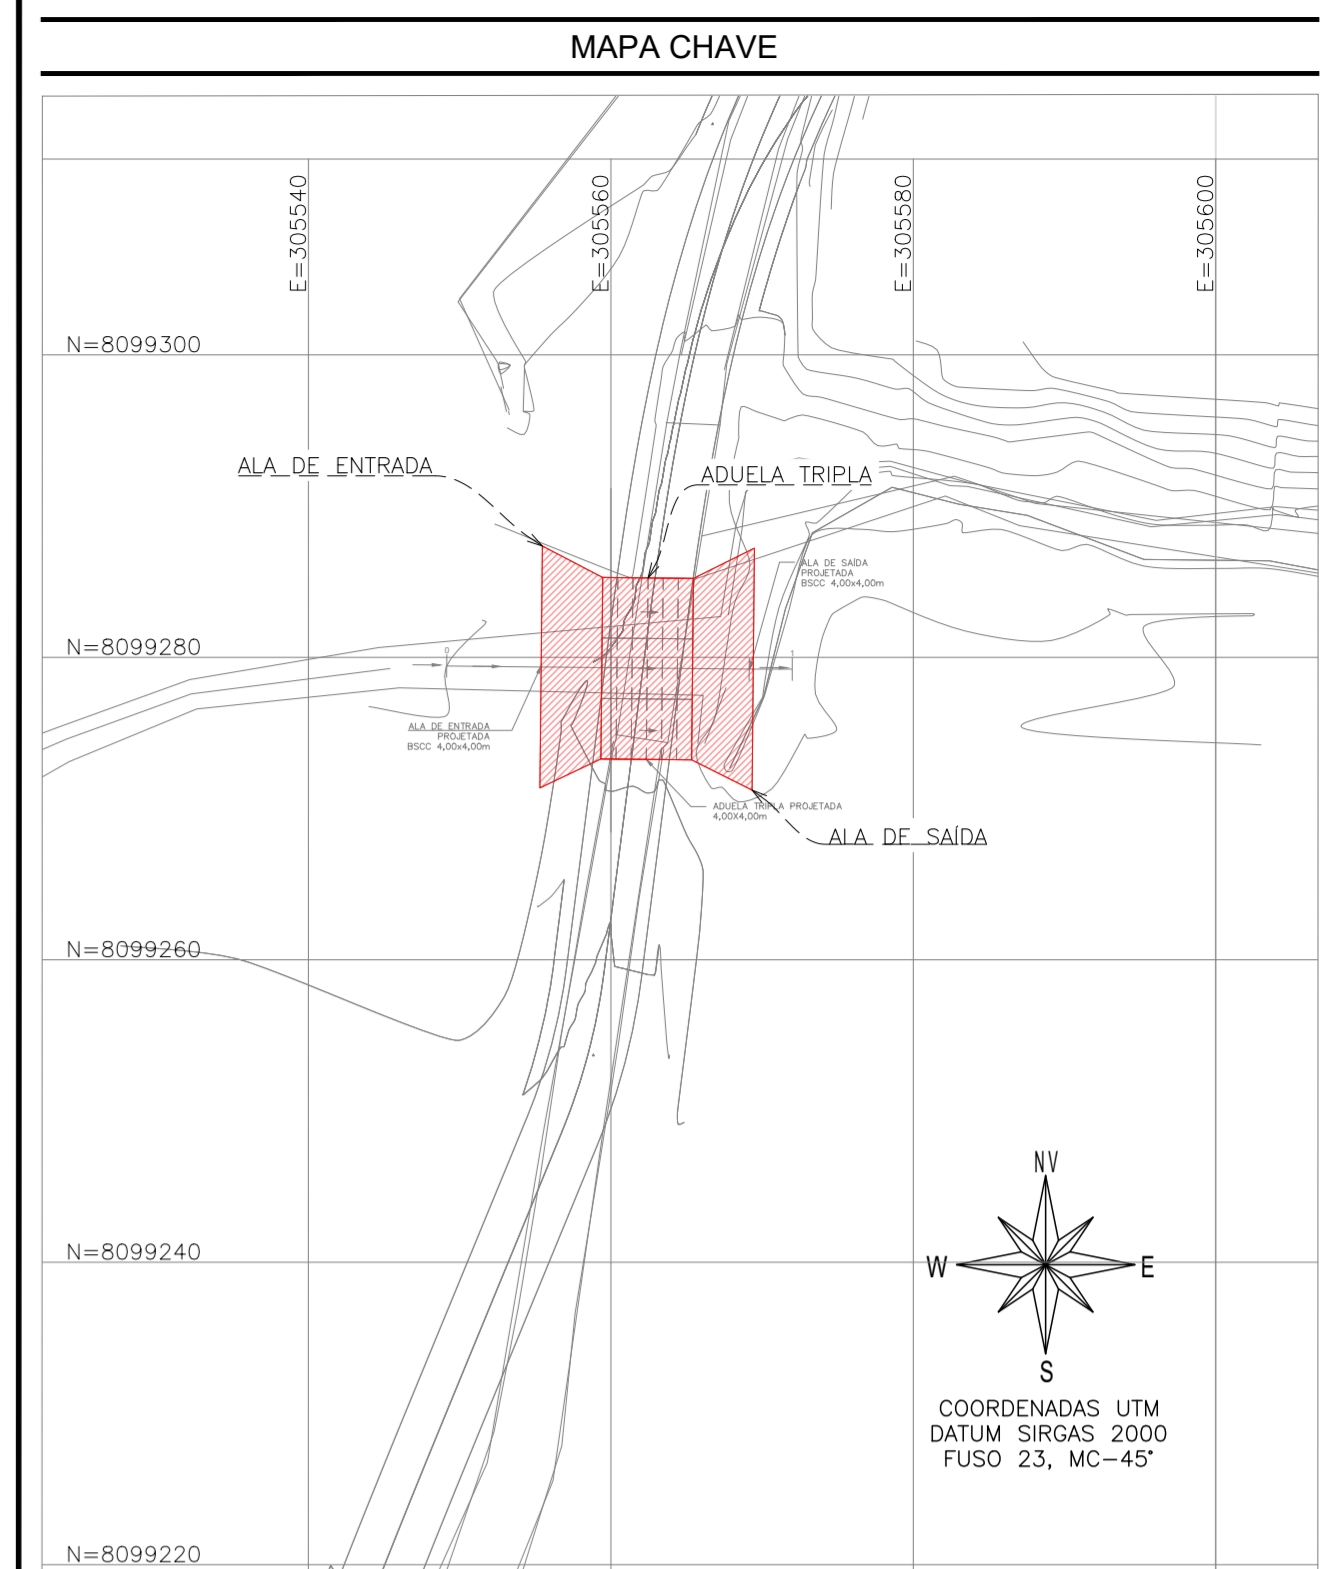 MAPA CHAVE
E=305540
E=305560
E=305580
E=305600
N=8099300
ALA DE ENTRADA
ADUELA TRIPLA
ALA DE SAÍDA
PROJETADA
BSCC 4,00x4,00m
N=8099280
0
1
ALA DE ENTRADA
PROJETADA
BSCC 4,00x4,00m
ADUELA TRIPLA PROJETADA
4,00X4,00m
ALA DE SAÍDA
N=8099260
N=8099240
NV
W
E
S
COORDENADAS UTM
DATUM SIRGAS 2000
FUSO 23, MC-45°
N=8099220